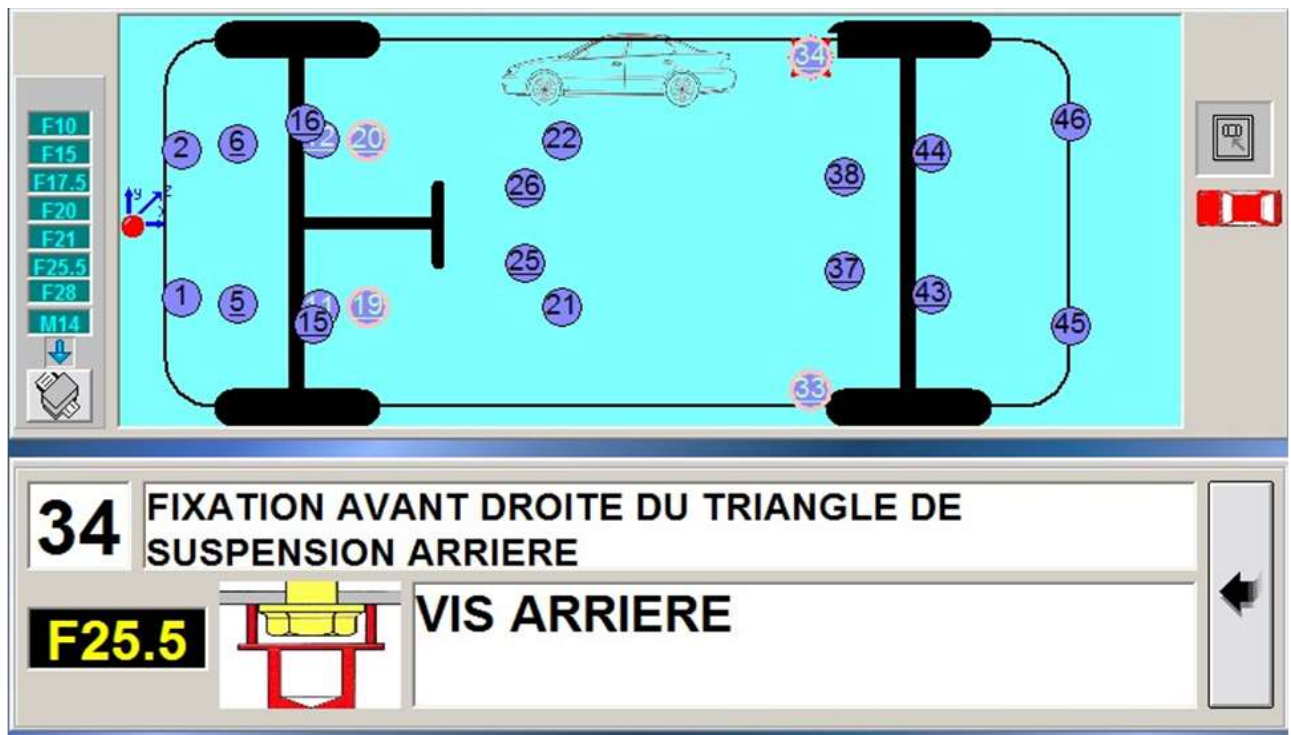 F10
F15
F17.5
F20
F21
F25.5
F28
M14
y
z
x
2
6
16
12
20
22
26
34
38
44
46
1
5
11
15
19
25
21
37
33
43
45
34
FIXATION AVANT DROITE DU TRIANGLE DE
SUSPENSION ARRIERE
F25.5
VIS ARRIERE